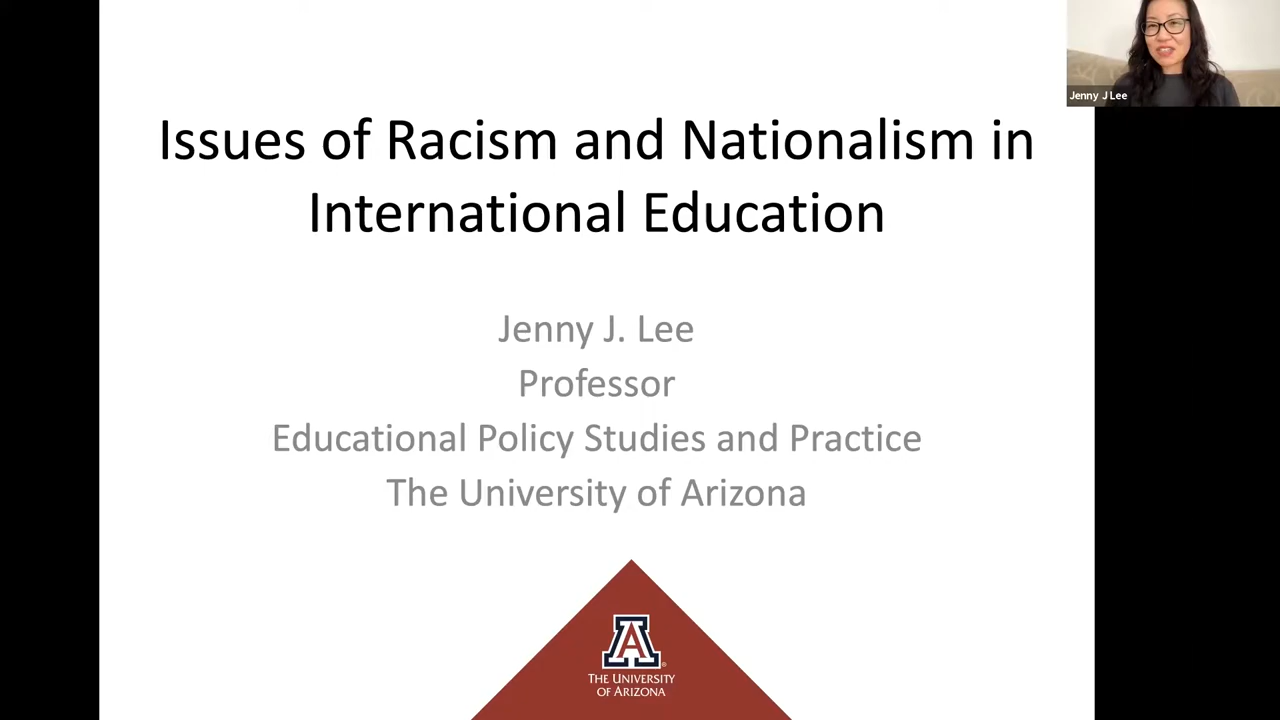 Jenny J Lee
Issues of Racism and Nationalism in
International Education
Jenny J. Lee
Professor
Educational Policy Studies and Practice
The University of Arizona
A
THE UNIVERSITY
OF ARIZONA